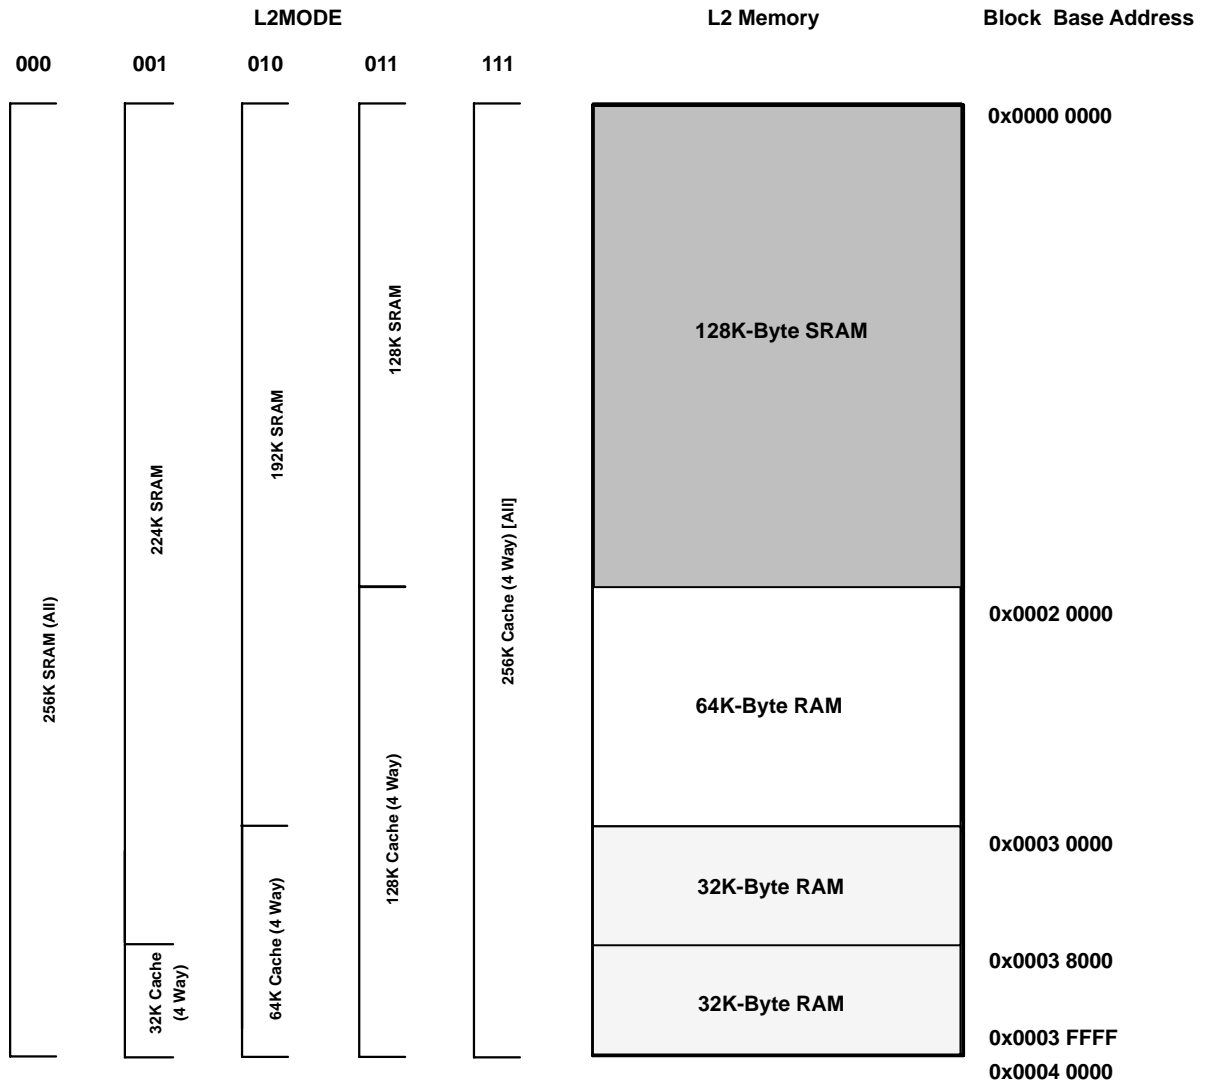 L2MODE
L2 Memory
Block Base Address
000
001
010
011
111
256K SRAM (All)
224K SRAM
32K Cache
(4 Way)
192K SRAM
64K Cache (4 Way)
128K SRAM
128K Cache (4 Way)
256K Cache (4 Way) [All]
128K-Byte SRAM
64K-Byte RAM
32K-Byte RAM
32K-Byte RAM
0x0000 0000
0x0002 0000
0x0003 0000
0x0003 8000
0x0003 FFFF
0x0004 0000